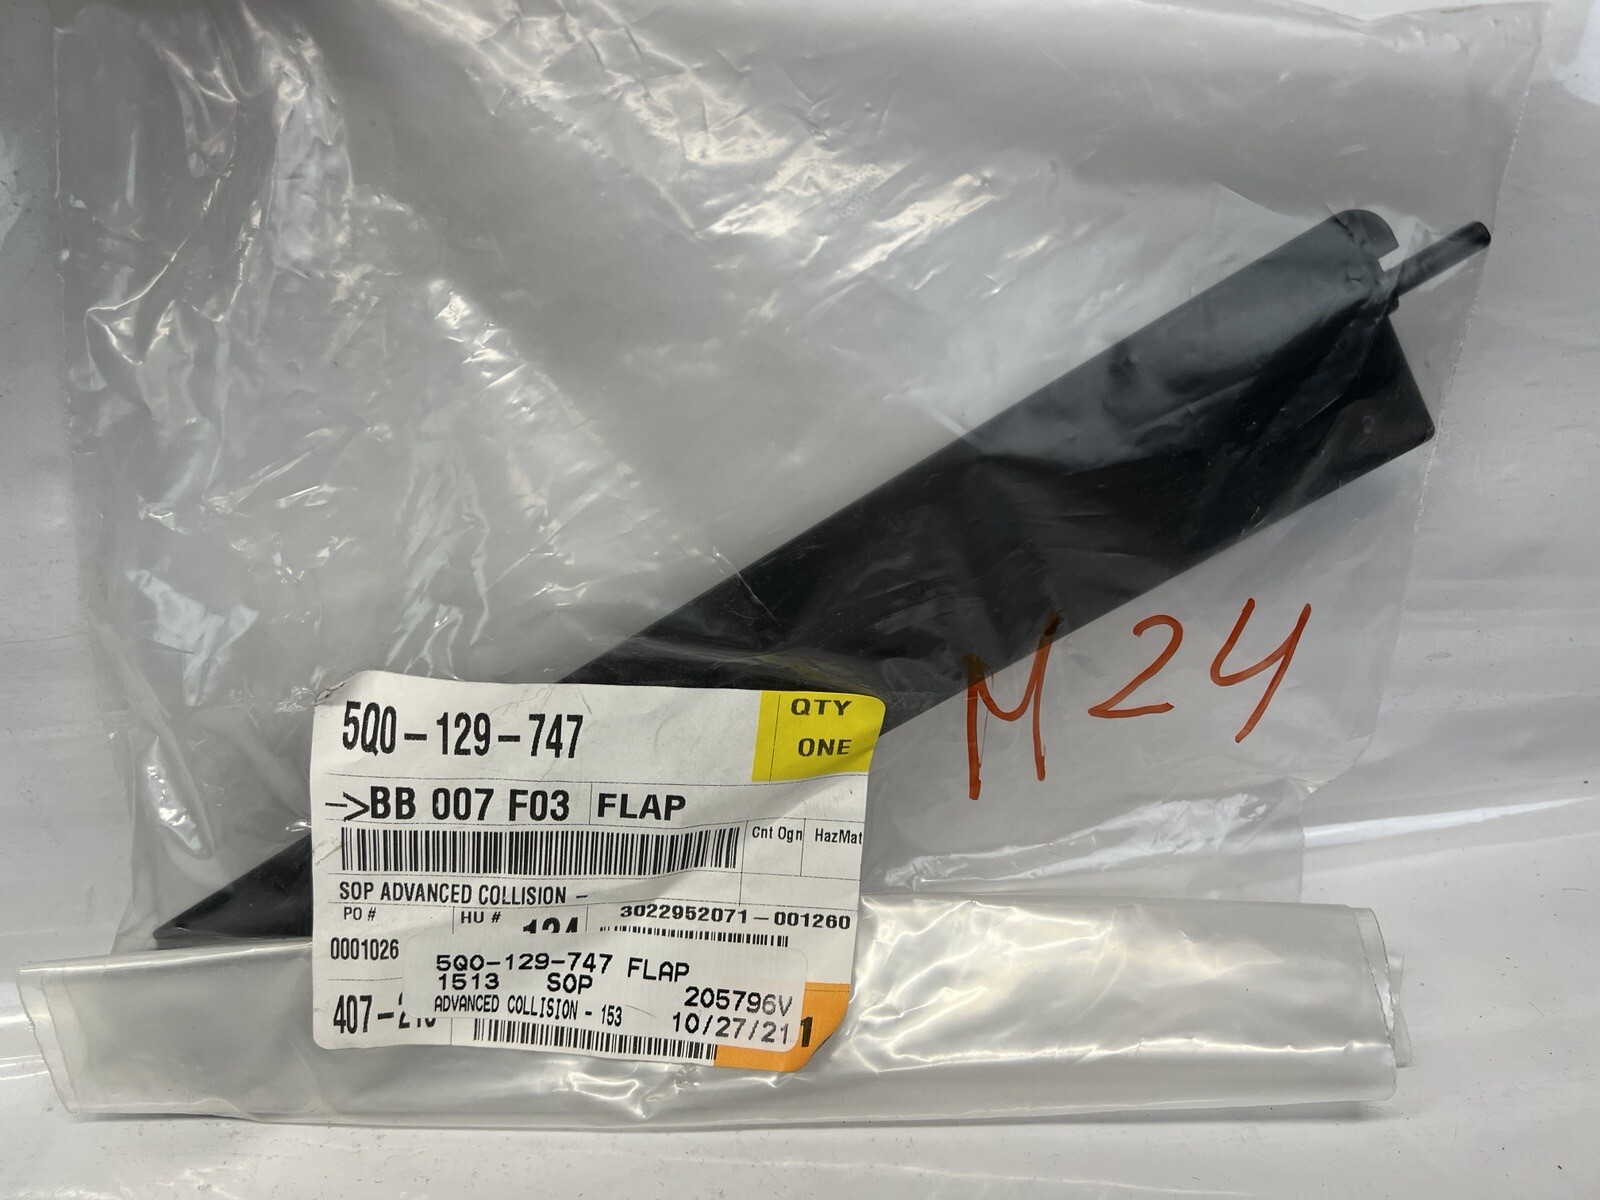 5Q0-129-747
QTY
ONE
->BB 007 F03 FLAP
Cnt Ogn HazMat
SOP ADVANCED COLLISION -
PO # HU # 3022952071-001260
0001026
5Q0-129-747 FLAP
1513 SOP 205796V
ADVANCED COLLISION - 153 10/27/21
407-
1
M24